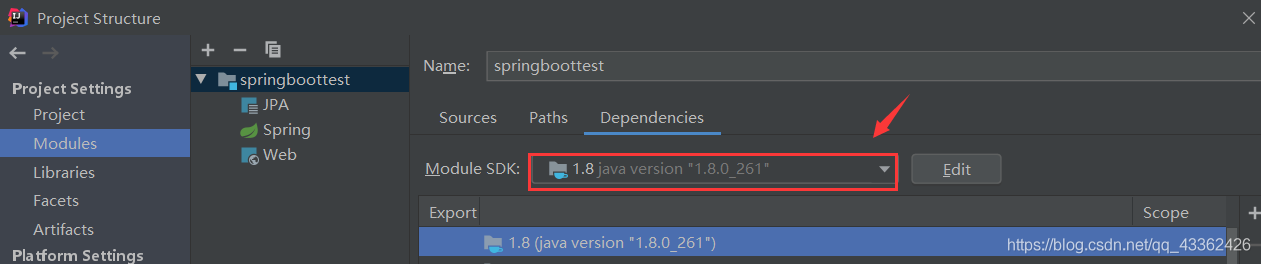 Project Structure
Project Settings
Project
Modules
Libraries
Facets
Artifacts
Platform Settings
springboottest
JPA
Spring
Web
Name: springboottest
Sources Paths Dependencies
Module SDK: 1.8 java version "1.8.0_261" Edit
Export Scope
1.8 (java version "1.8.0_261")
https://blog.csdn.net/qq_43362426